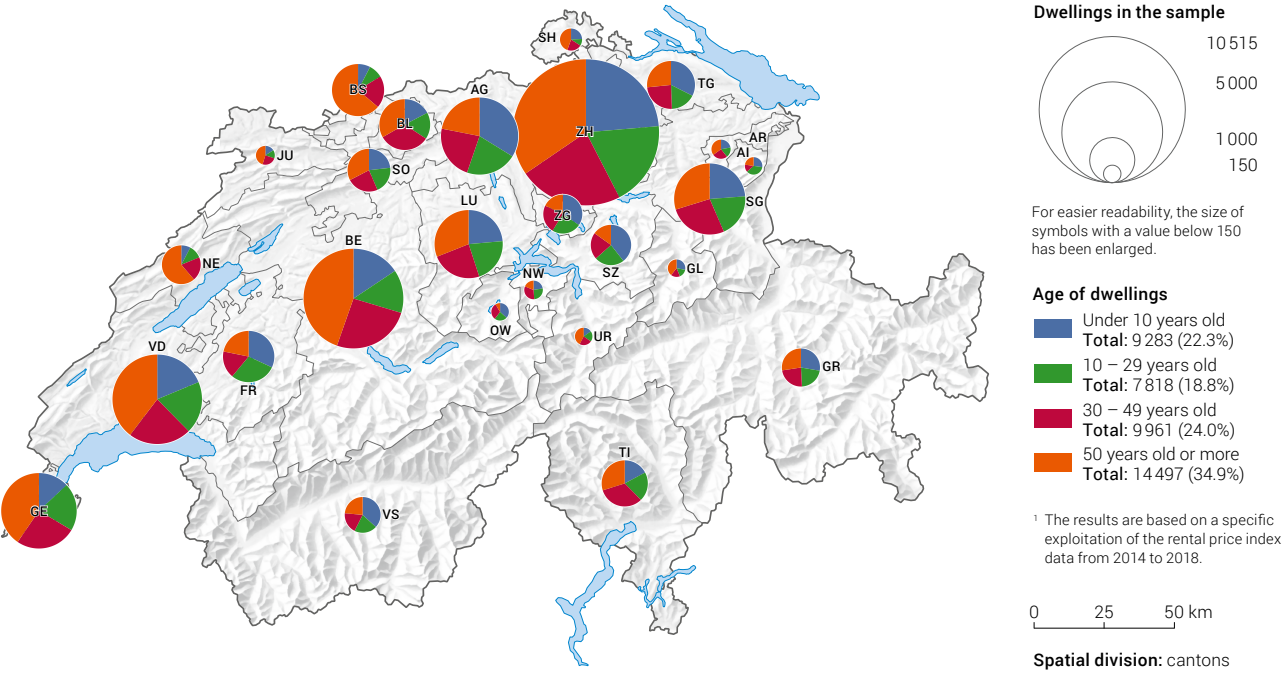 SH
BS
AG
TG
BL
ZH
AR
AI
JU
SO
LU
ZG
SG
BE
NE
NW
SZ
GL
OW
UR
VD
FR
GR
TI
GE
VS
Dwellings in the sample
10 515
5 000
1 000
150
For easier readability, the size of
symbols with a value below 150
has been enlarged.
Age of dwellings
Under 10 years old
Total: 9 283 (22.3%)
10 – 29 years old
Total: 7 818 (18.8%)
30 – 49 years old
Total: 9 961 (24.0%)
50 years old or more
Total: 14 497 (34.9%)
1 The results are based on a specific
exploitation of the rental price index
data from 2014 to 2018.
0 25 50 km
Spatial division: cantons